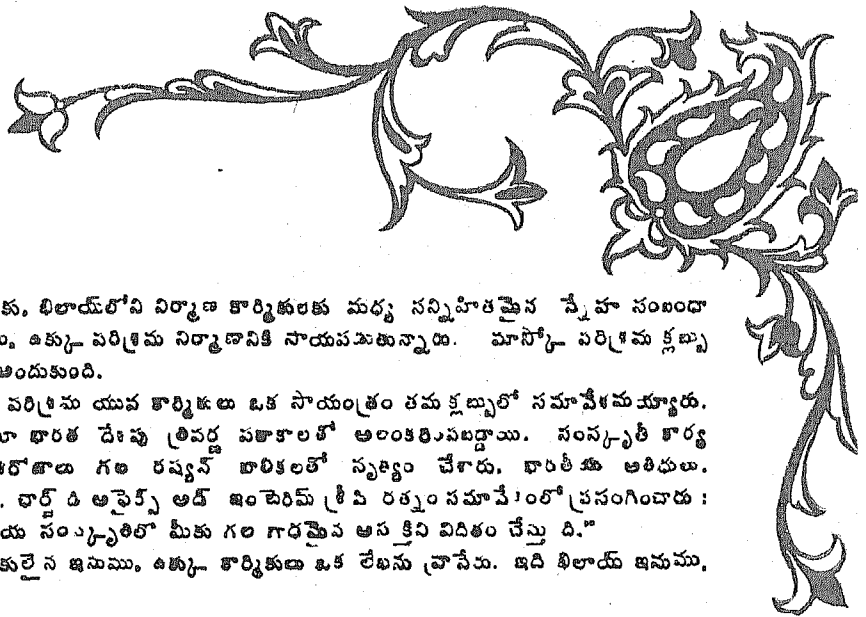 కు, భిలాయ్‌లోని నిర్మాణ కార్మికులకు మధ్య సన్నిహితమైన స్నేహ సంబంధా
ు, ఉక్కు పరిశ్రమ నిర్మాణానికి సాయపడుతున్నారు. మాస్కో పరిశ్రమ క్లబ్బు
అందుకుంది.
పరిశ్రమ యువ కార్మికులు ఒక సాయంత్రం తమ క్లబ్బులో సమావేశమయ్యారు.
భారత దేశపు త్రివర్ణ పతాకాలతో అలంకరింపబడ్డాయి. సంస్కృతీ కార్య
గల రష్యన్ బాలికలతో నృత్యం చేశారు, భారతీయ అతిథులు.
ఛార్జ్ డి అఫైర్స్ ఆడ్ ఇంటెరిమ్ శ్రీ పి రత్నం సమావేశంలో ప్రసంగించారు :
య సంస్కృతిలో మీకు గల గాఢమైన ఆసక్తిని విదితం చేస్తు ది."
కులైన ఇనుము, ఉక్కు కార్మికులు ఒక లేఖను వ్రాసేరు. ఇది భిలాయ్ ఇనుము,